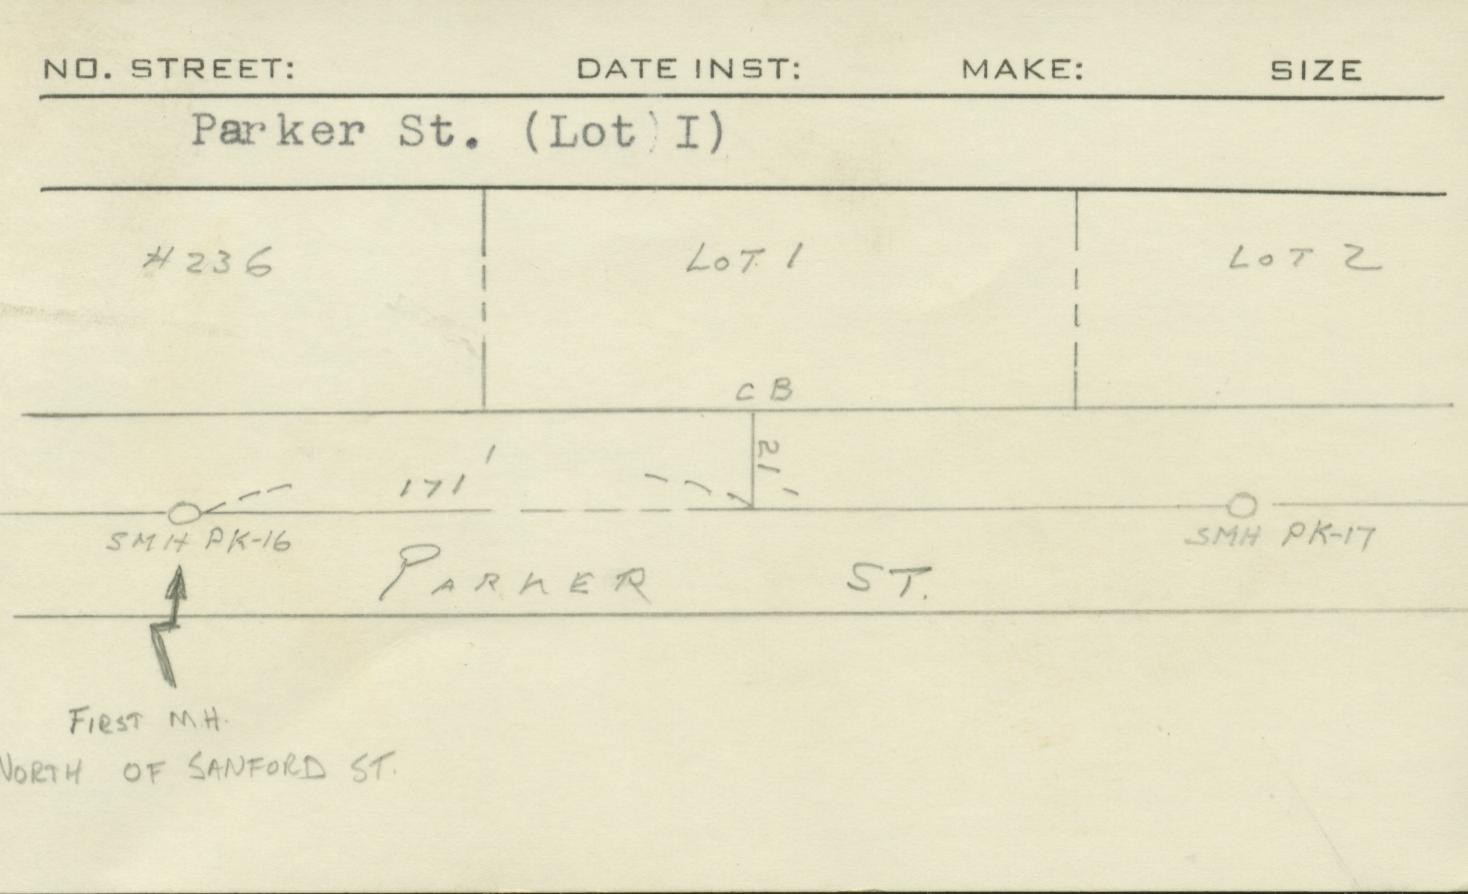 NO. STREET: DATE INST: MAKE: SIZE
Parker St. (Lot I)
#236 LOT 1 LOT 2
CB
21
171'
SMH PK-16 SMH PK-17
PARKER ST.
FIRST MH.
NORTH OF SANFORD ST.